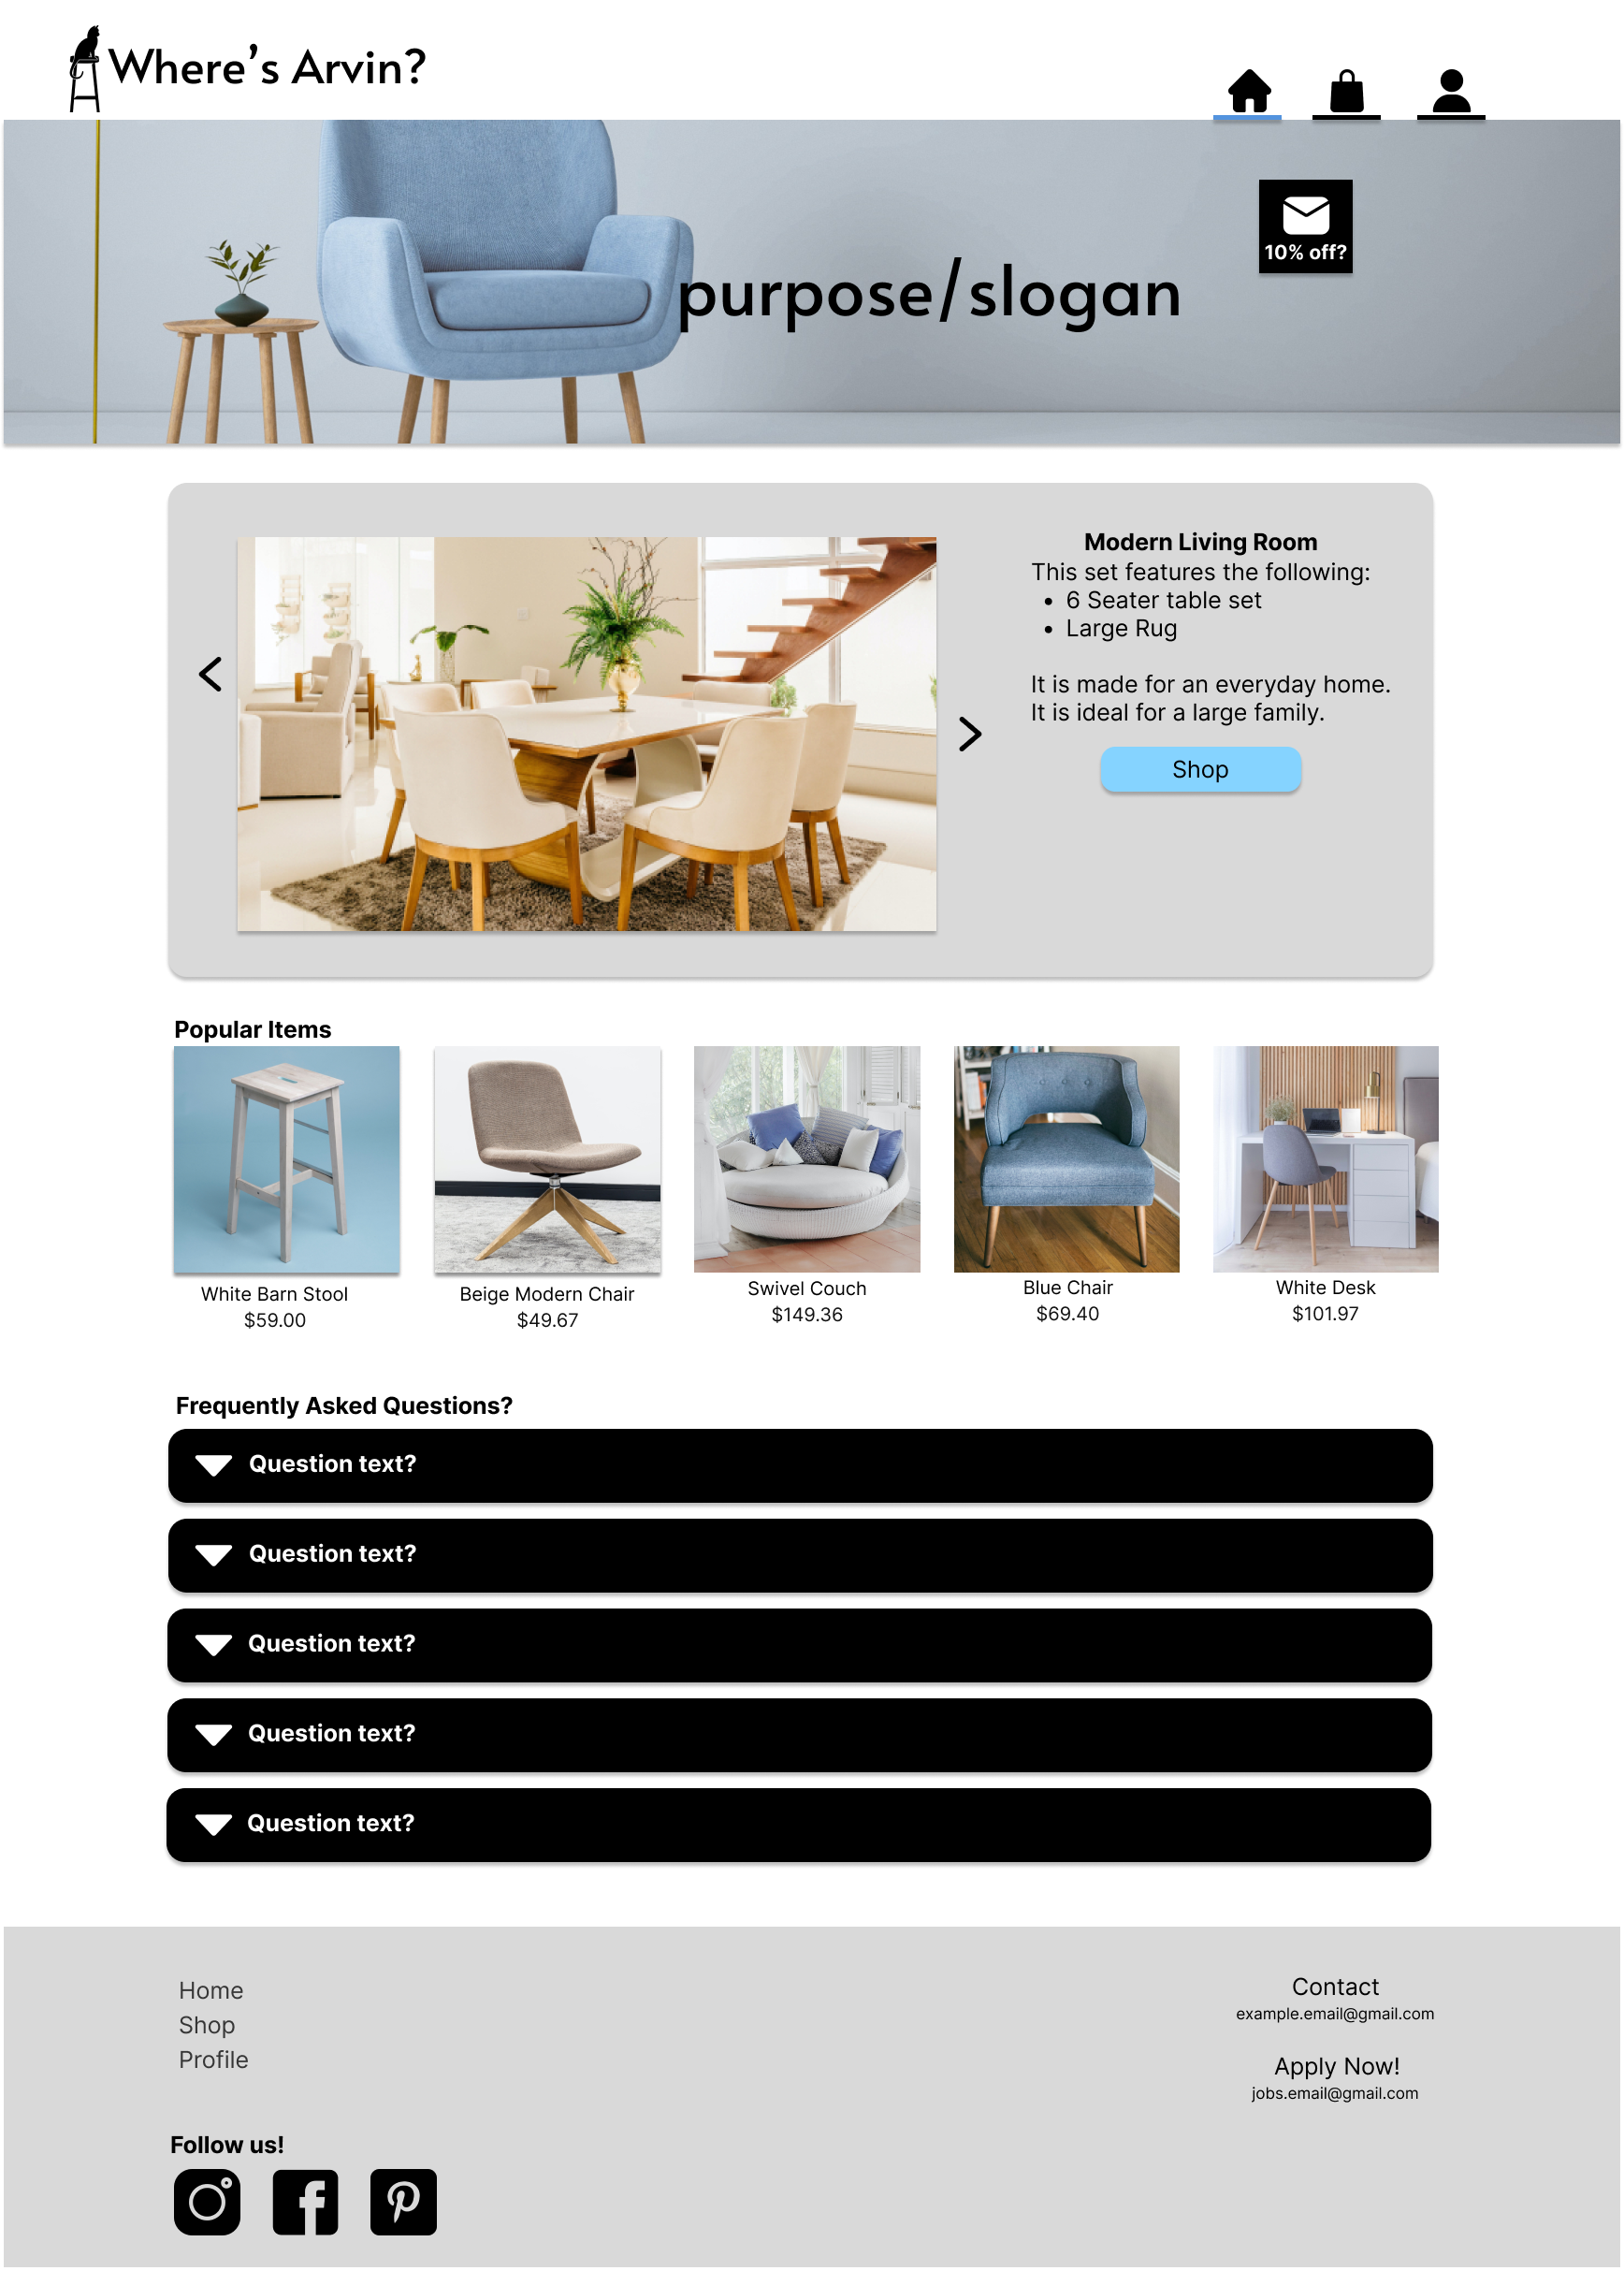 Where’s Arvin?
10% off?
purpose/slogan
Modern Living Room
This set features the following:
• 6 Seater table set
• Large Rug
It is made for an everyday home.
It is ideal for a large family.
Shop
Popular Items
White Barn Stool
$59.00
Beige Modern Chair
$49.67
Swivel Couch
$149.36
Blue Chair
$69.40
White Desk
$101.97
Frequently Asked Questions?
Question text?
Question text?
Question text?
Question text?
Question text?
Home
Shop
Profile
Contact
example.email@gmail.com
Apply Now!
jobs.email@gmail.com
Follow us!